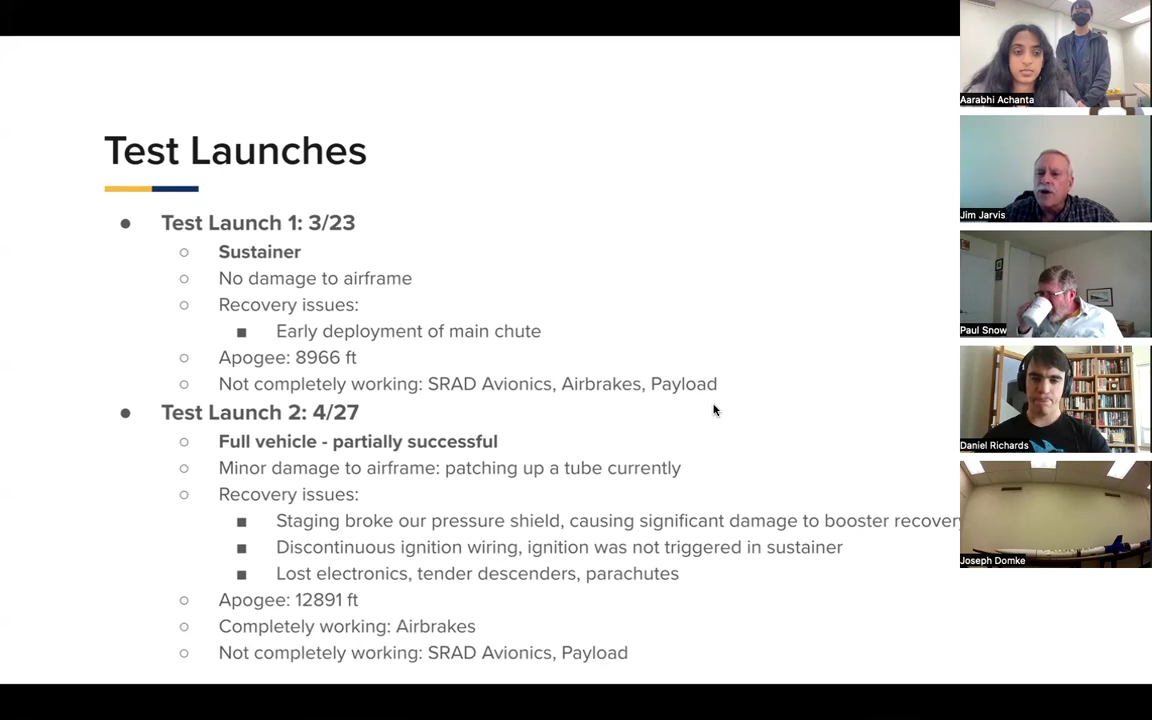 Test Launches
● Test Launch 1: 3/23
○ Sustainer
○ No damage to airframe
○ Recovery issues:
■ Early deployment of main chute
○ Apogee: 8966 ft
○ Not completely working: SRAD Avionics, Airbrakes, Payload
● Test Launch 2: 4/27
○ Full vehicle - partially successful
○ Minor damage to airframe: patching up a tube currently
○ Recovery issues:
■ Staging broke our pressure shield, causing significant damage to booster recovery
■ Discontinuous ignition wiring, ignition was not triggered in sustainer
■ Lost electronics, tender descenders, parachutes
○ Apogee: 12891 ft
○ Completely working: Airbrakes
○ Not completely working: SRAD Avionics, Payload
Aarabhi Achanta
Jim Jarvis
Paul Snow
Daniel Richards
Joseph Domke